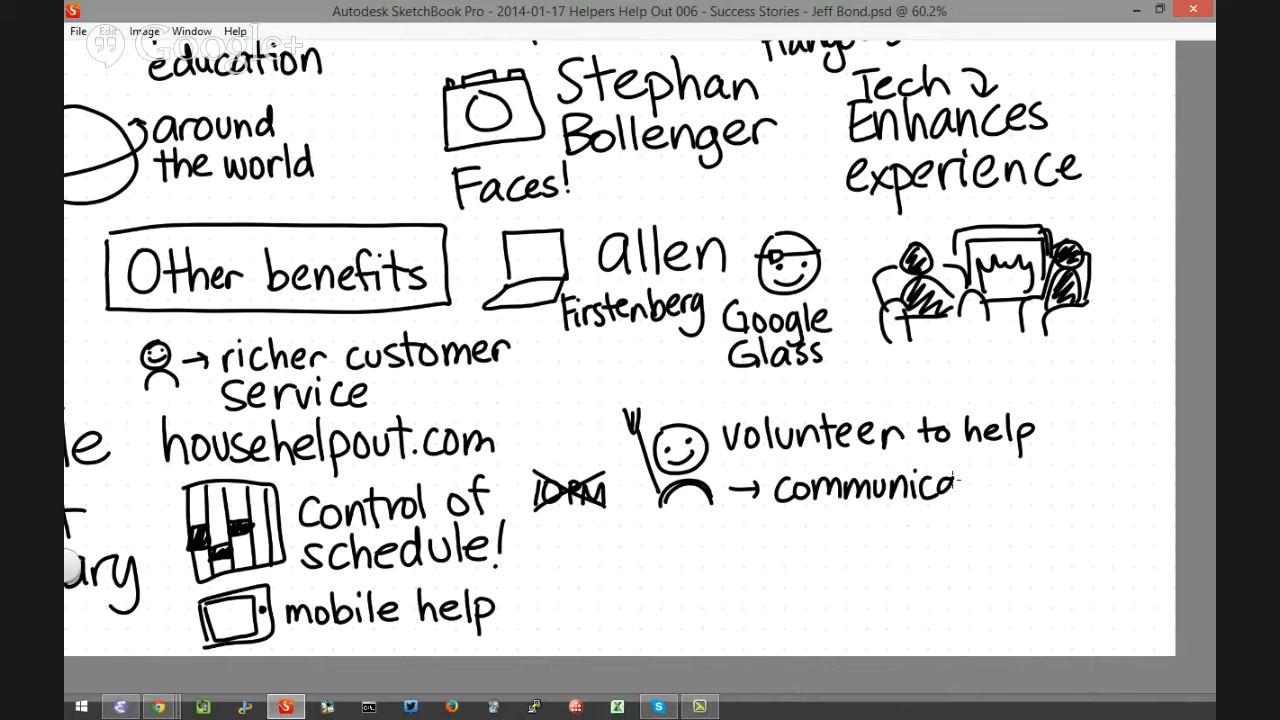 Autodesk SketchBook Pro - 2014-01-17 Helpers Help Out 006 - Success Stories - Jeff Bond.psd @ 60.2%
File Edit Image Window Help
Google+
education
around
the world
Stephan
Bollenger
Faces!
Tech
Enhances
experience
Other benefits
allen
Firstenberg
Google
Glass
richer customer
service
househelpout.com
control of
schedule!
mobile help
volunteer to help
→ communica